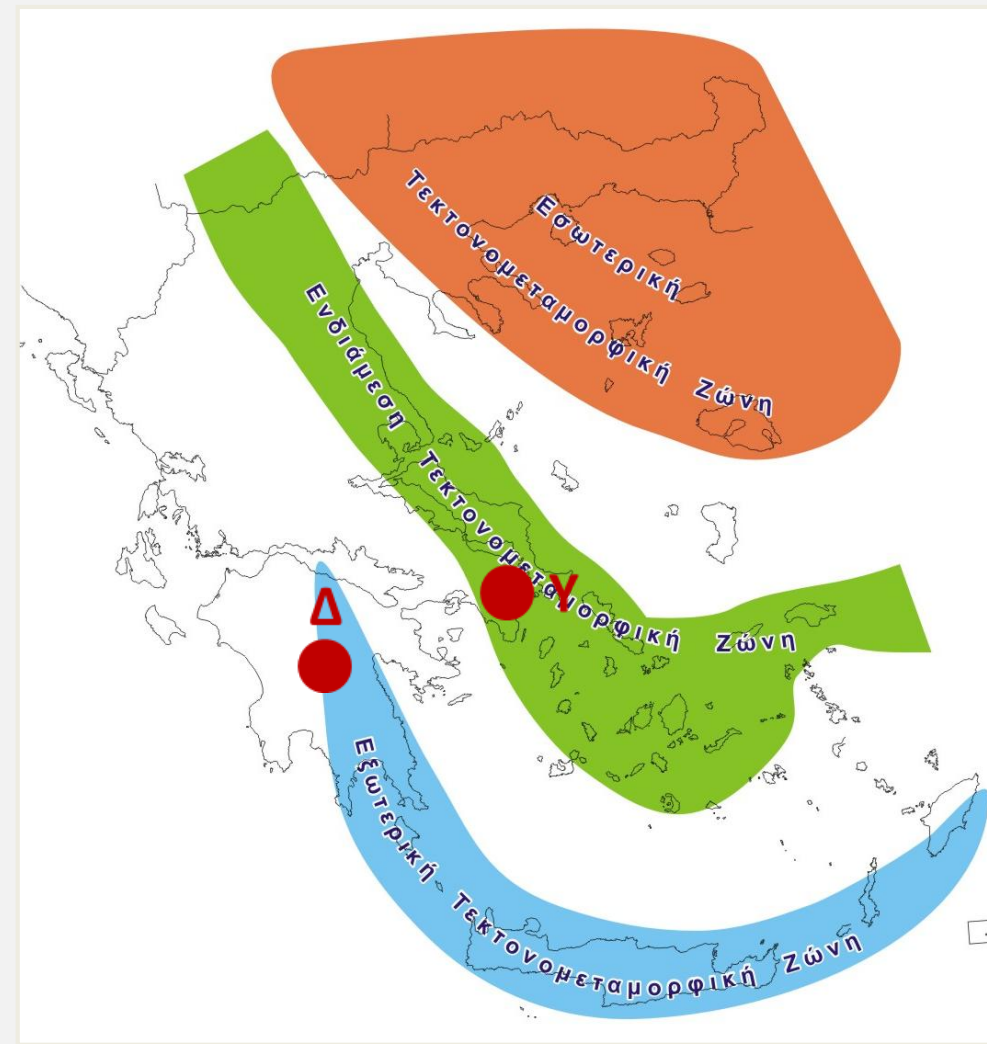 Εσωτερική
Τεκτονομεταμορφική Ζώνη
Ενδιάμεση Τεκτονομεταμορφική Ζώνη
γ
Δ
Εξωτερική Τεκτονομεταμορφική Ζώνη